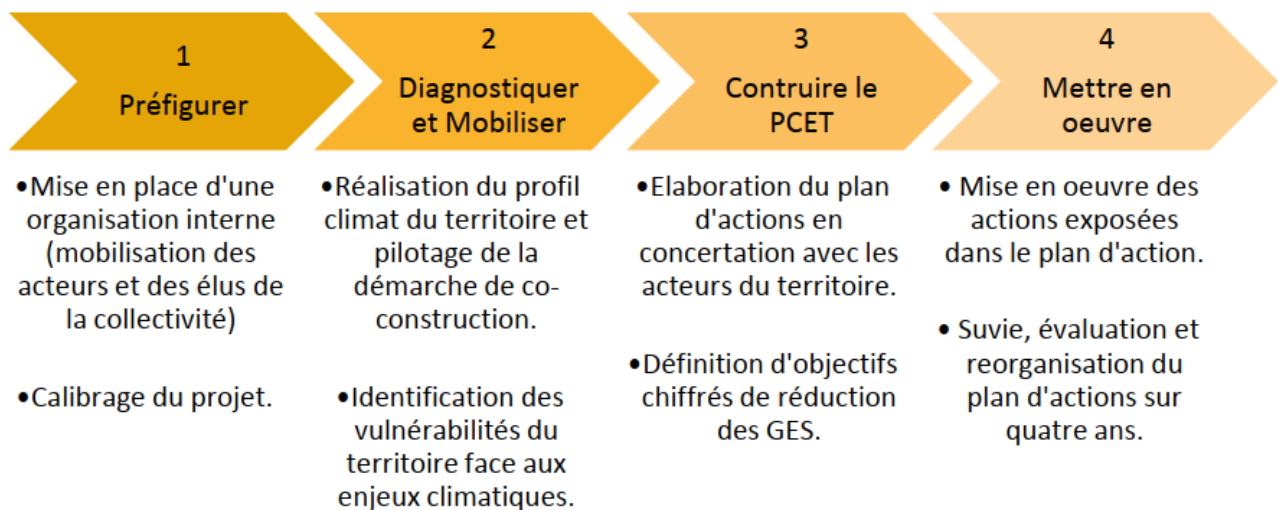 1
Préfigurer
2
Diagnostiquer
et Mobiliser
3
Contruire le
PCET
4
Mettre en
oeuvre
•Mise en place d'une
organisation interne
(mobilisation des
acteurs et des élus de
la collectivité)
•Calibrage du projet.
•Réalisation du profil
climat du territoire et
pilotage de la
démarche de co-
construction.
•Identification des
vulnérabilités du
territoire face aux
enjeux climatiques.
•Elaboration du plan
d'actions en
concertation avec les
acteurs du territoire.
•Définition d'objectifs
chiffrés de réduction
des GES.
• Mise en oeuvre des
actions exposées
dans le plan d'action.
• Suvie, évaluation et
reorganisation du
plan d'actions sur
quatre ans.